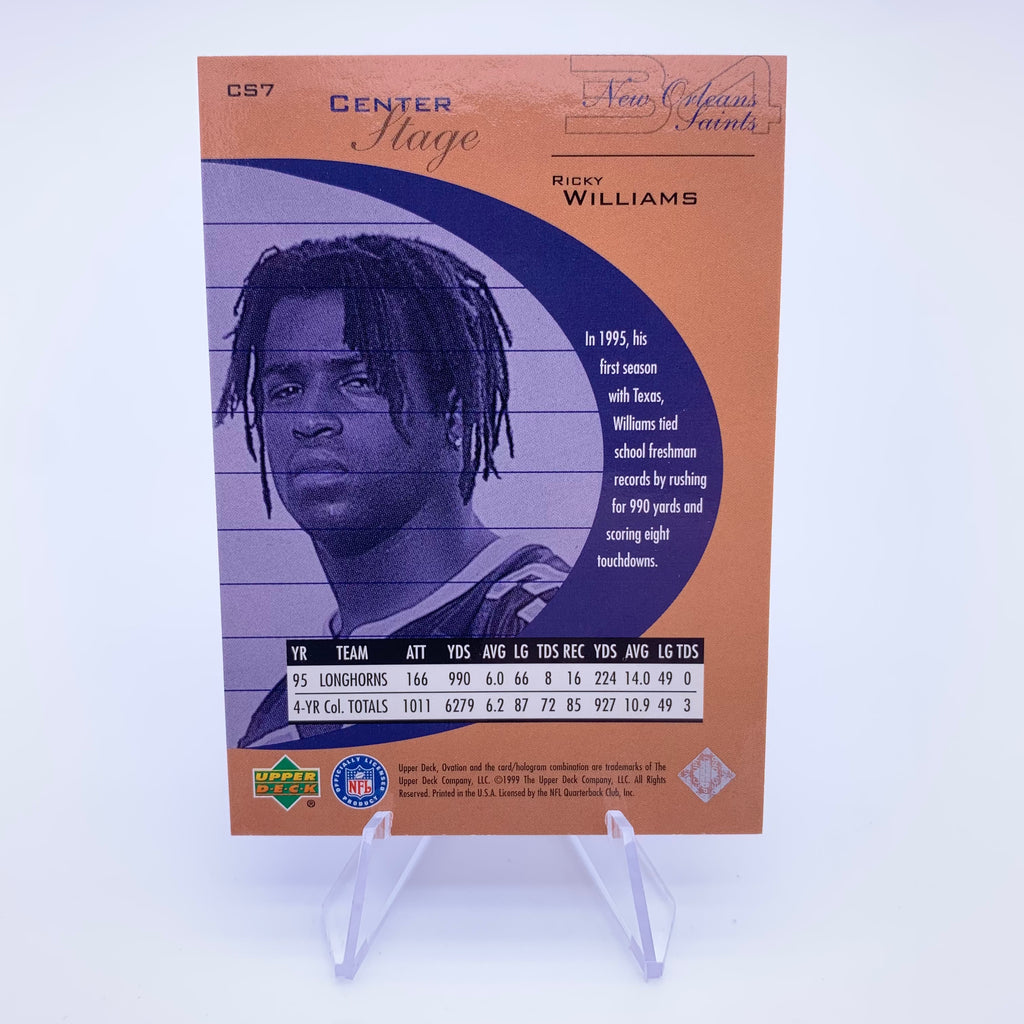 CS7
CENTER
Stage
34
New Orleans
Saints
RICKY
WILLIAMS
In 1995, his
first season
with Texas,
Williams tied
school freshman
records by rushing
for 990 yards and
scoring eight
touchdowns.
YR TEAM ATT YDS AVG LG TDS REC YDS AVG LG TDS
95 LONGHORNS 166 990 6.0 66 8 16 224 14.0 49 0
4-YR Col. TOTALS 1011 6279 6.2 87 72 85 927 10.9 49 3
UPPER
DECK
®
OFFICIALLY LICENSED
NFL
PRODUCT
Upper Deck, Ovation and the card/hologram combination are trademarks of The
Upper Deck Company, LLC. ©1999 The Upper Deck Company, LLC. All Rights
Reserved. Printed in the U.S.A. Licensed by the NFL Quarterback Club, Inc.